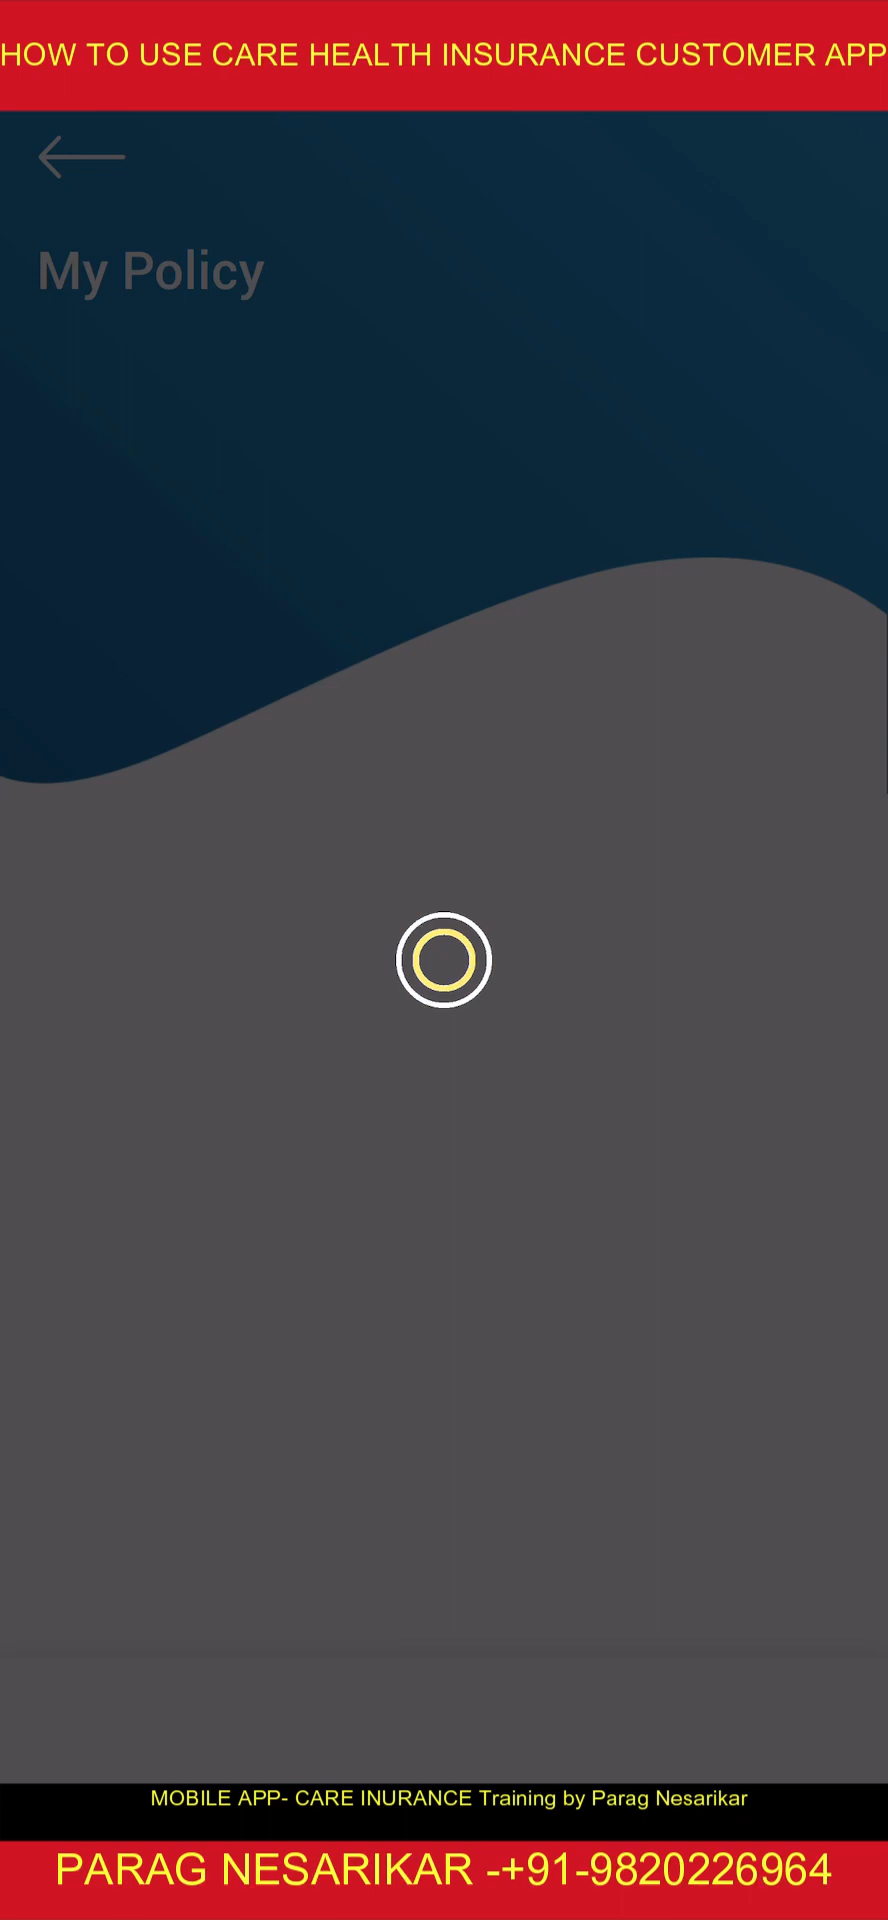 HOW TO USE CARE HEALTH INSURANCE CUSTOMER APP
My Policy
MOBILE APP- CARE INURANCE Training by Parag Nesarikar
PARAG NESARIKAR -+91-9820226964